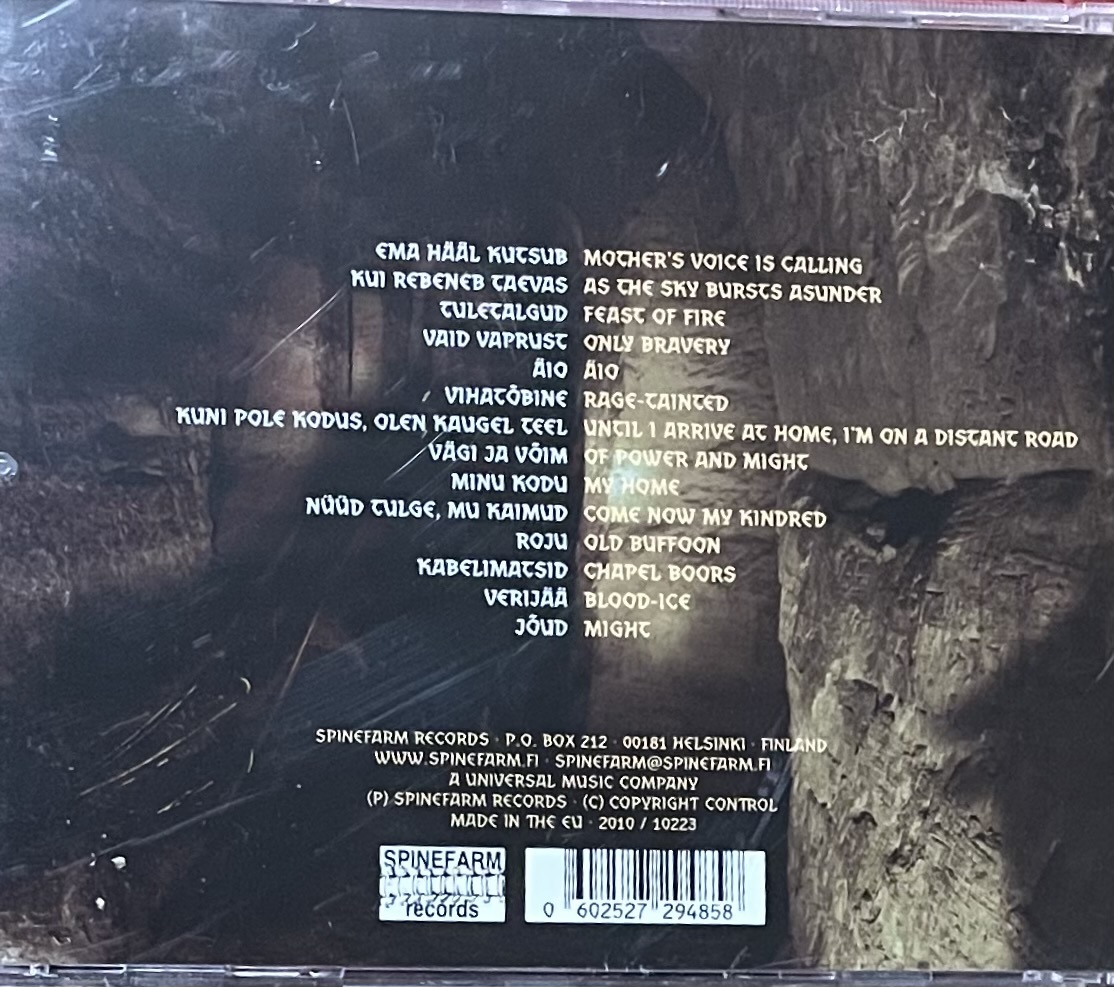 EMA HÄÄL KUTSUB MOTHER'S VOICE IS CALLING
KUI REBENEB TAEVAS AS THE SKY BURSTS ASUNDER
TULETALGUD FEAST OF FIRE
VAID VAPRUST ONLY BRAVERY
ÄIO ÄIO
VIHATÕBINE RAGE-TAINTED
KUNI POLE KODUS, OLEN KAUGEL TEEL UNTIL I ARRIVE AT HOME, I'M ON A DISTANT ROAD
VÄGI JA VÕIM OF POWER AND MIGHT
MINU KODU MY HOME
NÜÜD TULGE, MU KAIMUD COME NOW MY KINDRED
ROJU OLD BUFFOON
KABELIMATSID CHAPEL BOORS
VERIJÄÄ BLOOD-ICE
JÕUD MIGHT
SPINEFARM RECORDS · P.O. BOX 212 · 00181 HELSINKI · FINLAND
WWW.SPINEFARM.FI · SPINEFARM@SPINEFARM.FI
A UNIVERSAL MUSIC COMPANY
(P) SPINEFARM RECORDS · (C) COPYRIGHT CONTROL
MADE IN THE EU · 2010 / 10223
SPINEFARM
records
0 602527 294858